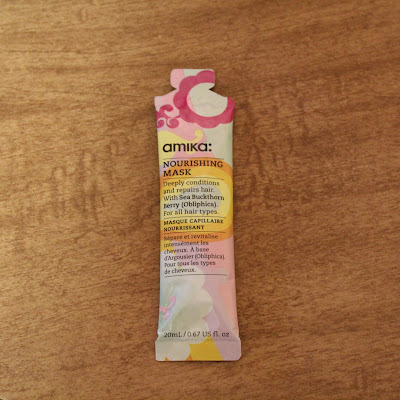 amika:
NOURISHING
MASK
Deeply conditions
and repairs hair.
With Sea Buckthorn
Berry (Obliphica).
For all hair types.
MASQUE CAPILLAIRE
NOURRISSANT
Répare et revitalise
intensément les
cheveux. À base
d'Argousier (Obliphica).
Pour tous les types
de cheveux.
20mL / 0.67 US fl. oz